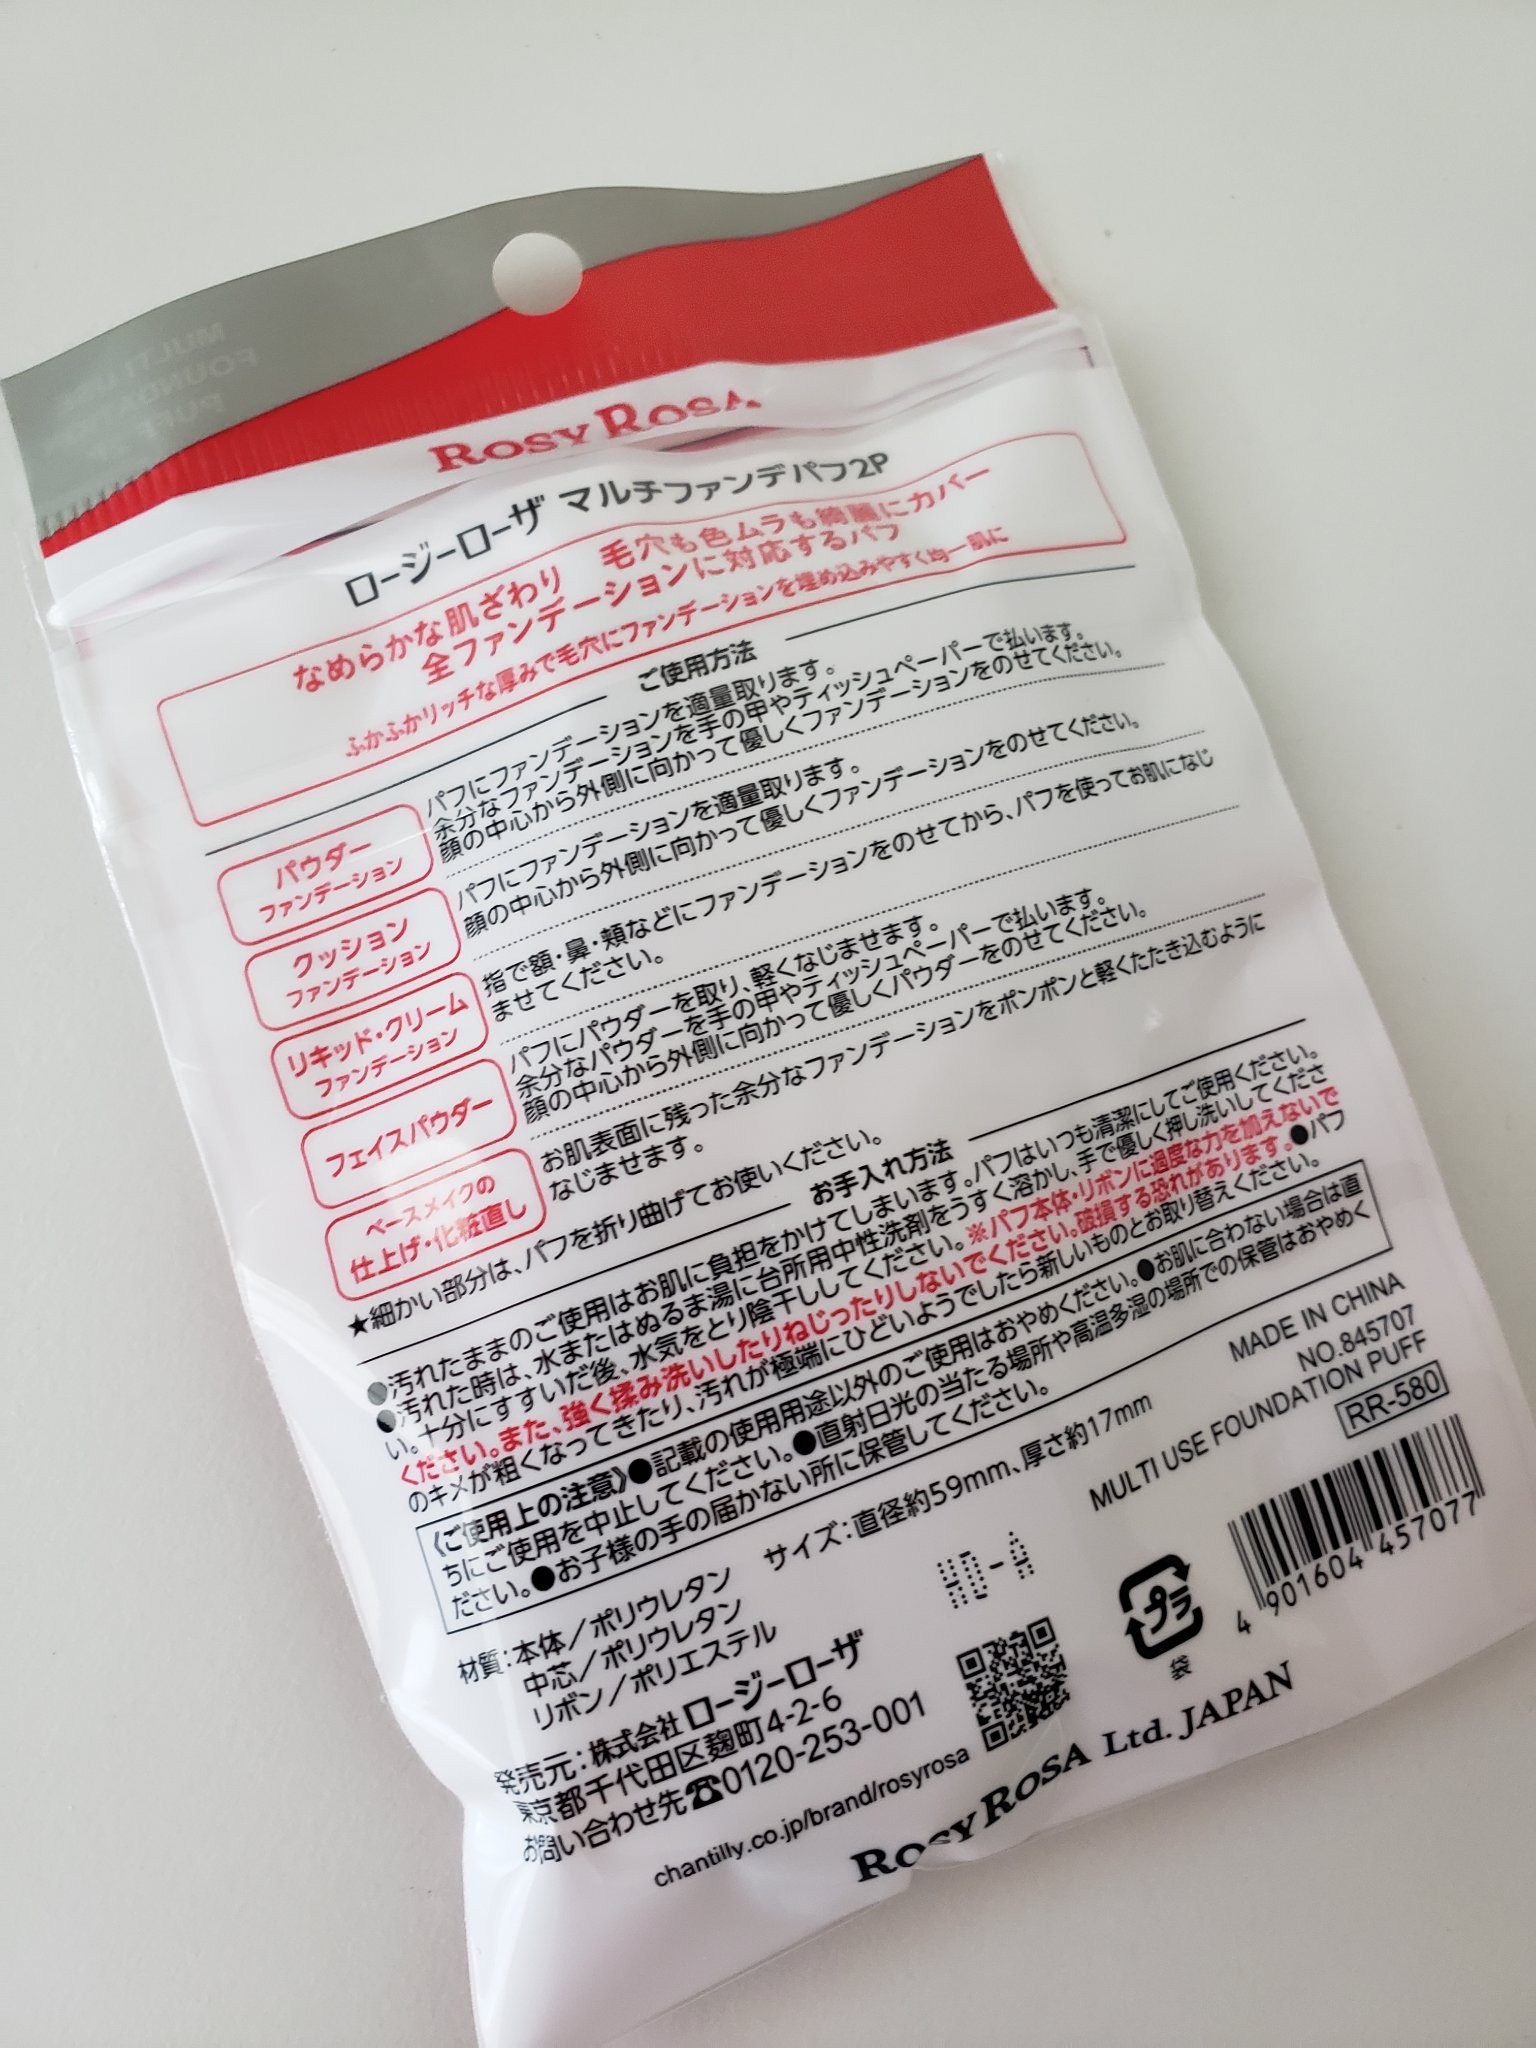 ROSY ROSA
ロージーローザ マルチファンデパフ2P
なめらかな肌ざわり 毛穴も色ムラも綺麗にカバー
全ファンデーションに対応するパフ
ふかふかリッチな厚みで毛穴にファンデーションを埋め込みやすく均一肌に
ご使用方法
パウダー
ファンデーション
パフにファンデーションを適量取ります。
余分なファンデーションを手の甲やティッシュペーパーで払います。
顔の中心から外側に向かって優しくファンデーションをのせてください。
クッション
ファンデーション
パフにファンデーションを適量取ります。
顔の中心から外側に向かって優しくファンデーションをのせてください。
リキッド・クリーム
ファンデーション
指で額・鼻・頬などにファンデーションをのせてから、パフを使ってお肌になじ
ませてください。
フェイスパウダー
パフにパウダーを取り、軽くなじませます。
余分なパウダーを手の甲やティッシュペーパーで払います。
顔の中心から外側に向かって優しくパウダーをのせてください。
ベースメイクの
仕上げ・化粧直し
お肌表面に残った余分なファンデーションをポンポンと軽くたたき込むように
なじませます。
★細かい部分は、パフを折り曲げてお使いください。
お手入れ方法
●汚れたままのご使用はお肌に負担をかけてしまいます。パフはいつも清潔にしてご使用ください。
●汚れた時は、水またはぬるま湯に台所用中性洗剤をうすく溶かし、手で優しく押し洗いしてくださ
い。十分にすすいだ後、水気をとり陰干ししてください。※パフ本体・リボンに過度な力を加えないで
ください。また、強く揉み洗いしたりねじったりしないでください。破損する恐れがあります。●パフ
のキメが粗くなってきたり、汚れが極端にひどいようでしたら新しいものとお取り替えください。
《ご使用上の注意》●記載の使用用途以外のご使用はおやめください。●お肌に合わない場合は直
ちにご使用を中止してください。●直射日光の当たる場所や高温多湿の場所での保管はおやめく
ださい。●お子様の手の届かない所に保管してください。
材質：本体／ポリウレタン
中芯／ポリウレタン
リボン／ポリエステル
サイズ：直径約59mm、厚さ約17mm
MADE IN CHINA
NO.845707
MULTI USE FOUNDATION PUFF
RR-580
4 901604 457077
プラ
袋
発売元：株式会社 ロージーローザ
東京都千代田区麹町4-2-6
お問い合わせ先☎0120-253-001
chantilly.co.jp/brand/rosyrosa
ROSY ROSA Ltd. JAPAN